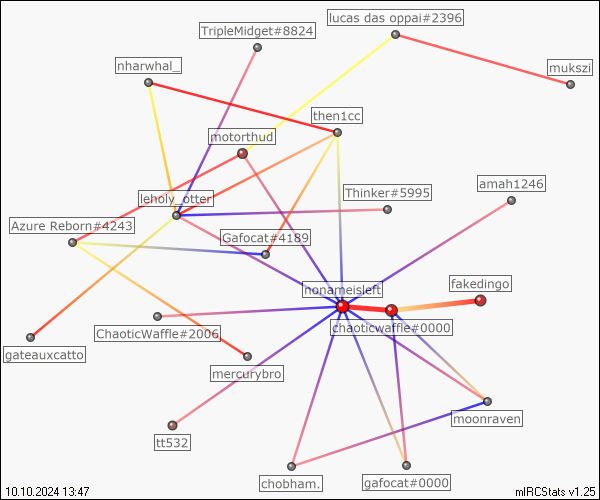 lucas das oppai#2396
TripleMidget#8824
nharwhal_
mukszi
then1cc
motorthud
leholy_otter
Thinker#5995
amah1246
Azure Reborn#4243
Gafocat#4189
nonameisleft
fakedingo
ChaoticWaffle#2006
chaoticwaffle#0000
gateauxcatto
mercurybro
moonraven
tt532
chobham.
gafocat#0000
10.10.2024 13:47
mIRCStats v1.25